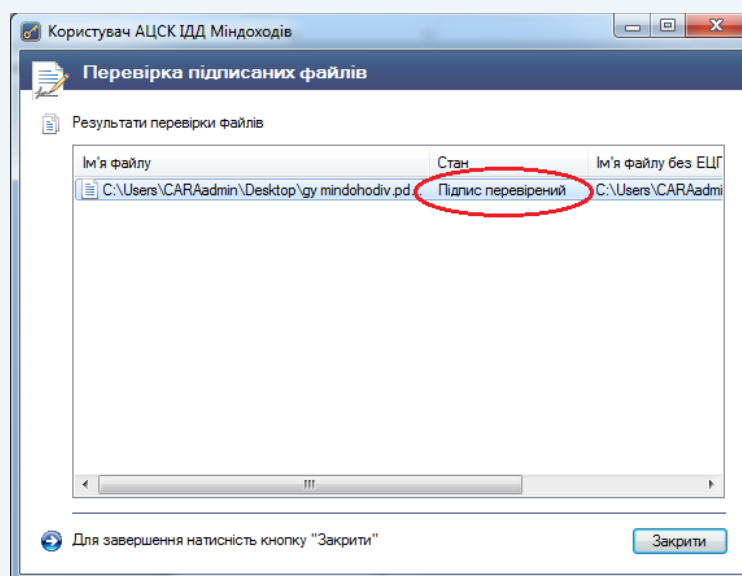 Користувач АЦСК ІДД Міндоходів
Перевірка підписаних файлів
Результати перевірки файлів
Ім'я файлу Стан Ім'я файлу без ЕЦГ
C:\Users\CARAadmin\Desktop\gy mindohodiv.pd... Підпис перевірений C:\Users\CARAadmi
Для завершення натисність кнопку "Закрити" Закрити